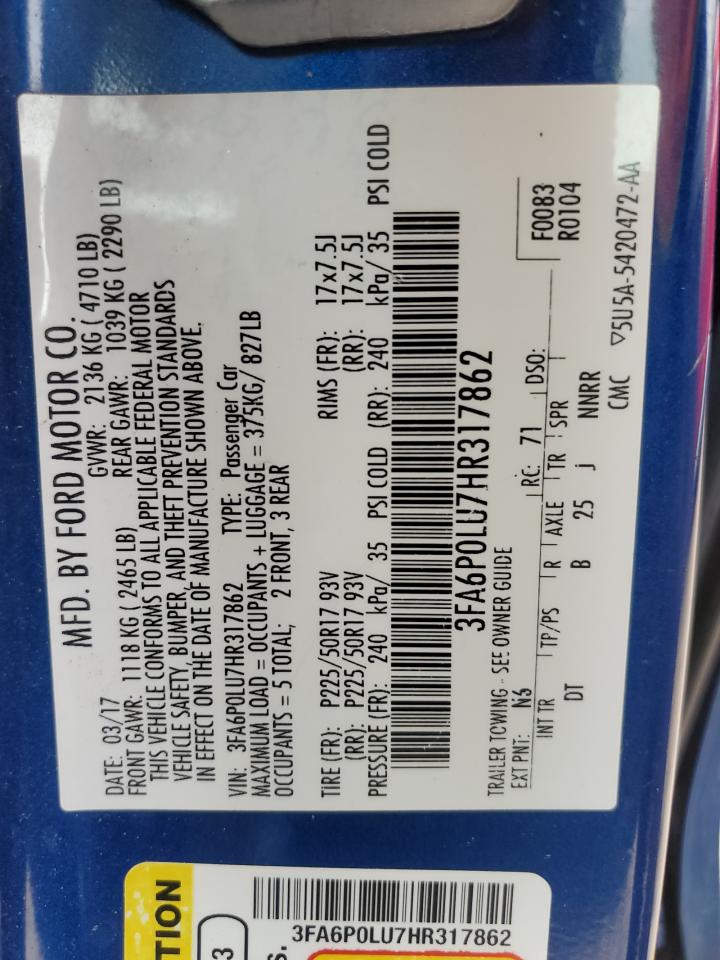 MFD. BY FORD MOTOR CO.
DATE: 03/17 GVWR: 2136 KG ( 4710 LB)
FRONT GAWR: 1118 KG ( 2465 LB) REAR GAWR: 1039 KG ( 2290 LB)
THIS VEHICLE CONFORMS TO ALL APPLICABLE FEDERAL MOTOR
VEHICLE SAFETY, BUMPER, AND THEFT PREVENTION STANDARDS
IN EFFECT ON THE DATE OF MANUFACTURE SHOWN ABOVE.
VIN: 3FA6P0LU7HR317862 TYPE: Passenger Car
MAXIMUM LOAD = OCCUPANTS + LUGGAGE = 375KG/ 827LB
OCCUPANTS = 5 TOTAL; 2 FRONT, 3 REAR
TIRE (FR): P225/50R17 93V RIMS (FR): 17x7.5J
(RR): P225/50R17 93V (RR): 17x7.5J
PRESSURE (FR): 240 kPa/ 35 PSI COLD (RR): 240 kPa/ 35 PSI COLD
3FA6P0LU7HR317862
TRAILER TOWING - SEE OWNER GUIDE
F0083
EXT PNT: N6 RC: 71 DSO: R0104
INT TR TP/PS R AXLE TR SPR
DT B 25 j NNRR
CMC ▽5U5A-5420472-AA
TION
3
S.
3FA6P0LU7HR317862